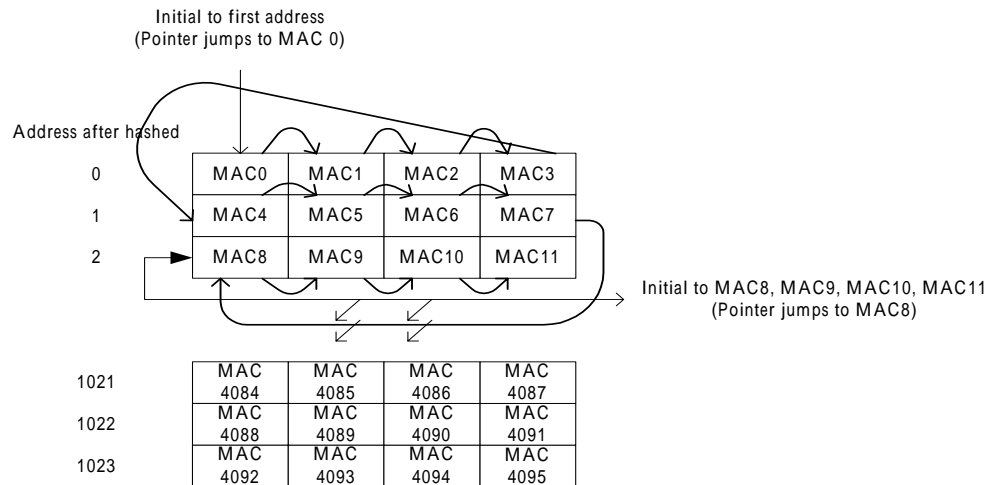 Initial to first address
(Pointer jumps to MAC 0)
Address after hashed
0 MAC0 MAC1 MAC2 MAC3
1 MAC4 MAC5 MAC6 MAC7
2 MAC8 MAC9 MAC10 MAC11
Initial to MAC8, MAC9, MAC10, MAC11
(Pointer jumps to MAC8)
1021 MAC 4084 MAC 4085 MAC 4086 MAC 4087
1022 MAC 4088 MAC 4089 MAC 4090 MAC 4091
1023 MAC 4092 MAC 4093 MAC 4094 MAC 4095